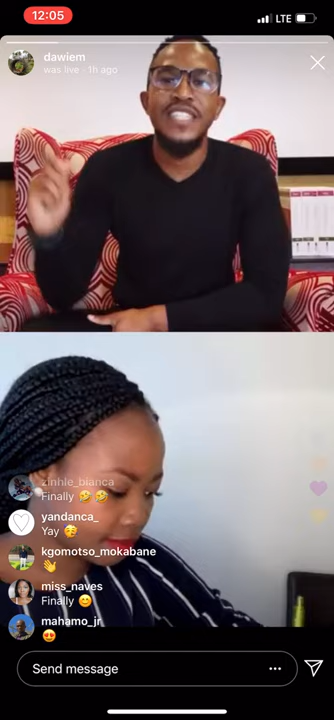 12:05
LTE
dawiem
was live · 1h ago
zinhle_bianca
Finally 🤣🤣
yandanca_
Yay 🥳
kgomotso_mokabane
👋
miss_naves
Finally 😊
mahamo_jr
😍
Send message